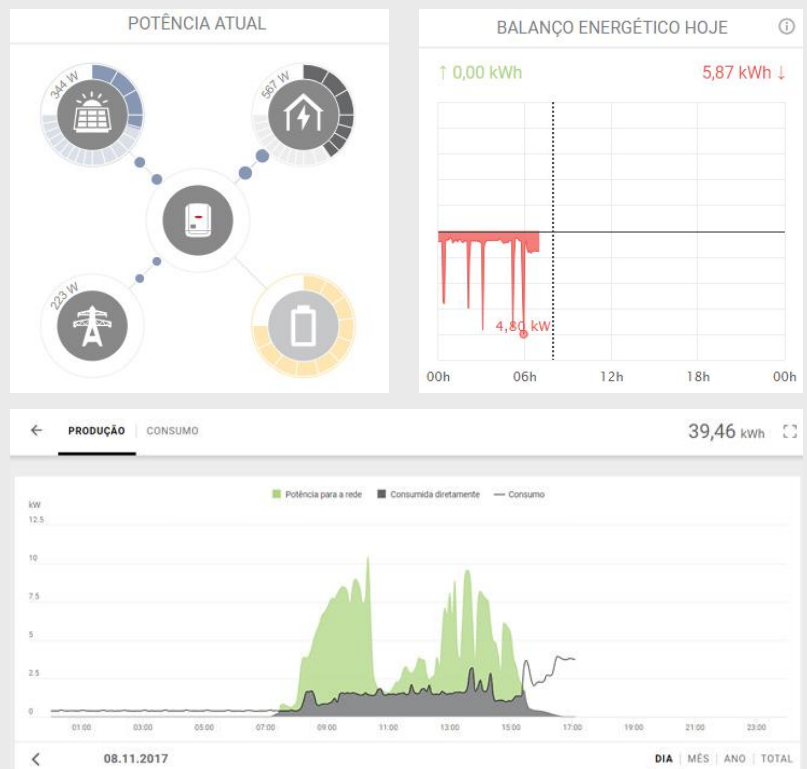 POTÊNCIA ATUAL
344 W
567 W
223 W
BALANÇO ENERGÉTICO HOJE
↑ 0,00 kWh
5,87 kWh ↓
4,80 kW
00h 06h 12h 18h 00h
← PRODUÇÃO CONSUMO
39,46 kWh
Potência para a rede Consumida diretamente Consumo
kW
12.5
10
7.5
5
2.5
0
01:00 03:00 05:00 07:00 09:00 11:00 13:00 15:00 17:00 19:00 21:00 23:00
08.11.2017
DIA MÊS ANO TOTAL